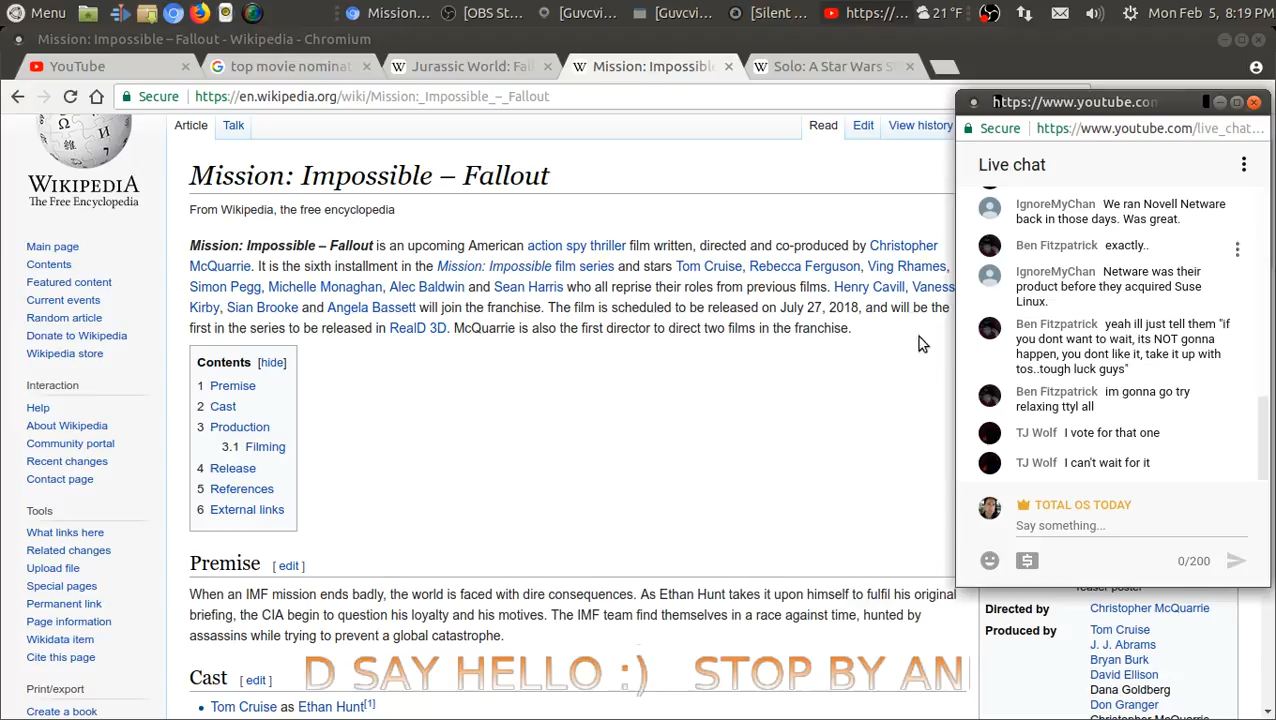 Menu
Mission...
[OBS St...
[Guvcvi...
[Guvcvi...
[Silent ...
https:/...
21 °F
Mon Feb 5, 8:19 PM
Mission: Impossible – Fallout - Wikipedia - Chromium
YouTube
top movie nominat
Jurassic World: Fal
Mission: Impossible
Solo: A Star Wars S
Secure
https://en.wikipedia.org/wiki/Mission:_Impossible_–_Fallout
WIKIPEDIA
The Free Encyclopedia
Main page
Contents
Featured content
Current events
Random article
Donate to Wikipedia
Wikipedia store
Interaction
Help
About Wikipedia
Community portal
Recent changes
Contact page
Tools
What links here
Related changes
Upload file
Special pages
Permanent link
Page information
Wikidata item
Cite this page
Print/export
Create a book
Article
Talk
Read
Edit
View history
Mission: Impossible – Fallout
From Wikipedia, the free encyclopedia
Mission: Impossible – Fallout is an upcoming American action spy thriller film written, directed and co-produced by Christopher
McQuarrie. It is the sixth installment in the Mission: Impossible film series and stars Tom Cruise, Rebecca Ferguson, Ving Rhames,
Simon Pegg, Michelle Monaghan, Alec Baldwin and Sean Harris who all reprise their roles from previous films. Henry Cavill, Vaness
Kirby, Sian Brooke and Angela Bassett will join the franchise. The film is scheduled to be released on July 27, 2018, and will be the
first in the series to be released in RealD 3D. McQuarrie is also the first director to direct two films in the franchise.
Contents [hide]
1 Premise
2 Cast
3 Production
3.1 Filming
4 Release
5 References
6 External links
Premise [ edit ]
When an IMF mission ends badly, the world is faced with dire consequences. As Ethan Hunt takes it upon himself to fulfil his original
briefing, the CIA begin to question his loyalty and his motives. The IMF team find themselves in a race against time, hunted by
assassins while trying to prevent a global catastrophe.
Cast [ edit ]
Tom Cruise as Ethan Hunt[1]
D SAY HELLO :) STOP BY AN
https://www.youtube.con
Secure
https://www.youtube.com/live_chat...
Live chat
IgnoreMyChan We ran Novell Netware
back in those days. Was great.
Ben Fitzpatrick exactly..
IgnoreMyChan Netware was their
product before they acquired Suse
Linux.
Ben Fitzpatrick yeah ill just tell them "if
you dont want to wait, its NOT gonna
happen, you dont like it, take it up with
tos..tough luck guys"
Ben Fitzpatrick im gonna go try
relaxing ttyl all
TJ Wolf I vote for that one
TJ Wolf I can't wait for it
TOTAL OS TODAY
Say something...
0/200
Directed by
Christopher McQuarrie
Produced by
Tom Cruise
J. J. Abrams
Bryan Burk
David Ellison
Dana Goldberg
Don Granger
Christopher McQuarrie